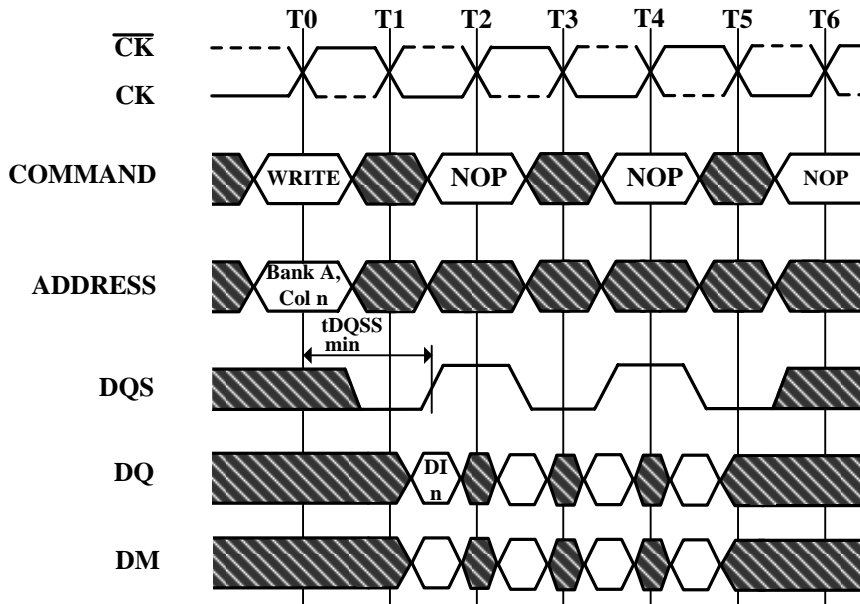 T0 T1 T2 T3 T4 T5 T6
CK
CK
COMMAND WRITE NOP NOP NOP
ADDRESS Bank A,
Col n
tDQSS
min
DQS
DQ DI
n
DM